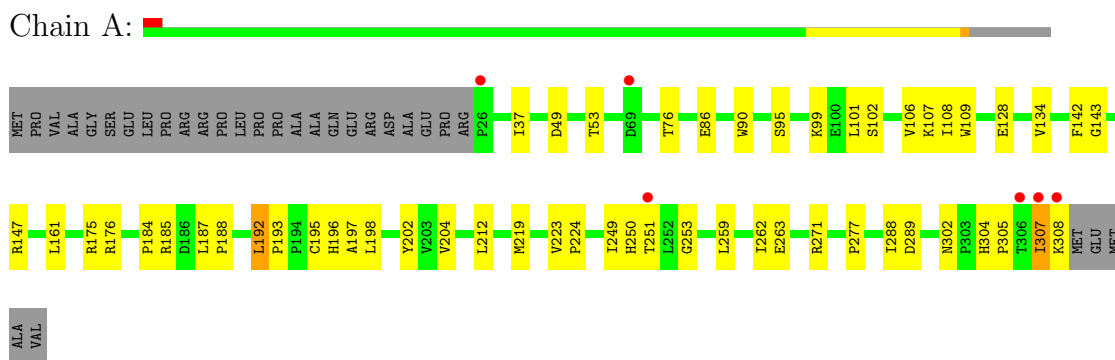 Chain A:
MET PRO VAL ALA GLY SER GLU LEU PRO ARG ARG PRO LEU PRO PRO ALA ALA GLN GLU ARG ASP ALA GLU PRO ARG P26 I37 D49 T53 D69 T76 E86 W90 S95 K99 E100 L101 S102 V106 K107 I108 W109 E128 V134 F142 G143
R147 L161 R175 R176 P184 R185 D186 L187 P188 L192 P193 P194 C195 H196 A197 L198 Y202 V203 V204 L212 M219 V223 P224 I249 H250 T251 L252 G253 L259 I262 E263 R271 P277 I288 D289 N302 P303 H304 P305 T306 I307 K308 MET GLU MET
ALA VAL